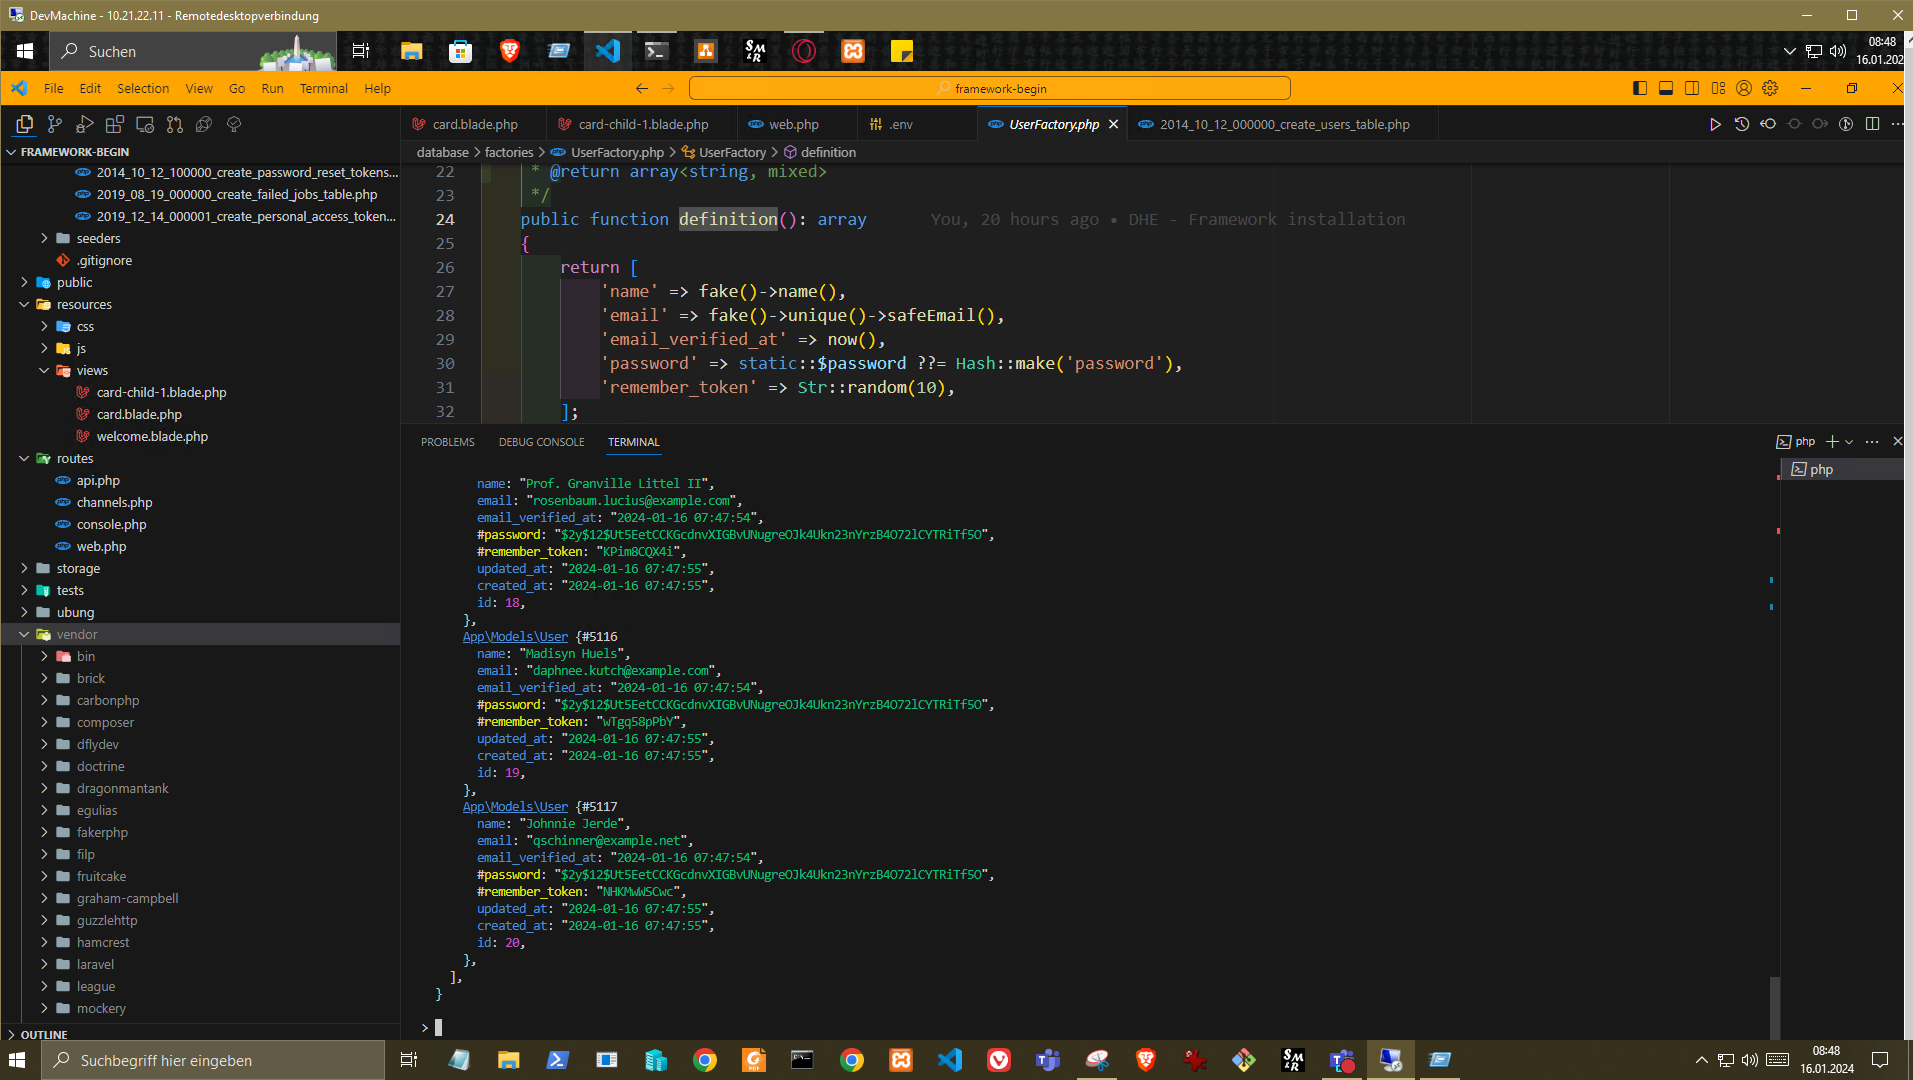 DevMachine - 10.21.22.11 - Remotedesktopverbindung
Suchen
08:48
16.01.202
File Edit Selection View Go Run Terminal Help
framework-begin
card.blade.php
card-child-1.blade.php
web.php
.env
UserFactory.php
2014_10_12_000000_create_users_table.php
FRAMEWORK-BEGIN
2014_10_12_100000_create_password_reset_tokens...
2019_08_19_000000_create_failed_jobs_table.php
2019_12_14_000001_create_personal_access_token...
seeders
.gitignore
public
resources
css
js
views
card-child-1.blade.php
card.blade.php
welcome.blade.php
routes
api.php
channels.php
console.php
web.php
storage
tests
ubung
vendor
bin
brick
carbonphp
composer
dflydev
doctrine
dragonmantank
egulias
fakerphp
filp
fruitcake
graham-campbell
guzzlehttp
hamcrest
laravel
league
mockery
OUTLINE
database > factories > UserFactory.php > UserFactory > definition
22 * @return array<string, mixed>
23 */
24 public function definition(): array You, 20 hours ago • DHE - Framework installation
25 {
26 return [
27 'name' => fake()->name(),
28 'email' => fake()->unique()->safeEmail(),
29 'email_verified_at' => now(),
30 'password' => static::$password ??= Hash::make('password'),
31 'remember_token' => Str::random(10),
32 ];
PROBLEMS DEBUG CONSOLE TERMINAL
php
php
name: "Prof. Granville Littel II",
email: "rosenbaum.lucius@example.com",
email_verified_at: "2024-01-16 07:47:54",
#password: "$2y$12$Ut5EetCCKGcdnvXIGBvUNugreOJk4Ukn23nYrzB4O72lCYTRiTf5O",
#remember_token: "KPim8CQX4i",
updated_at: "2024-01-16 07:47:55",
created_at: "2024-01-16 07:47:55",
id: 18,
},
App\Models\User {#5116
name: "Madisyn Huels",
email: "daphnee.kutch@example.com",
email_verified_at: "2024-01-16 07:47:54",
#password: "$2y$12$Ut5EetCCKGcdnvXIGBvUNugreOJk4Ukn23nYrzB4O72lCYTRiTf5O",
#remember_token: "wTgq58pPbY",
updated_at: "2024-01-16 07:47:55",
created_at: "2024-01-16 07:47:55",
id: 19,
},
App\Models\User {#5117
name: "Johnnie Jerde",
email: "qschinner@example.net",
email_verified_at: "2024-01-16 07:47:54",
#password: "$2y$12$Ut5EetCCKGcdnvXIGBvUNugreOJk4Ukn23nYrzB4O72lCYTRiTf5O",
#remember_token: "NHKMwWSCwc",
updated_at: "2024-01-16 07:47:55",
created_at: "2024-01-16 07:47:55",
id: 20,
},
],
}
>
Suchbegriff hier eingeben
08:48
16.01.2024